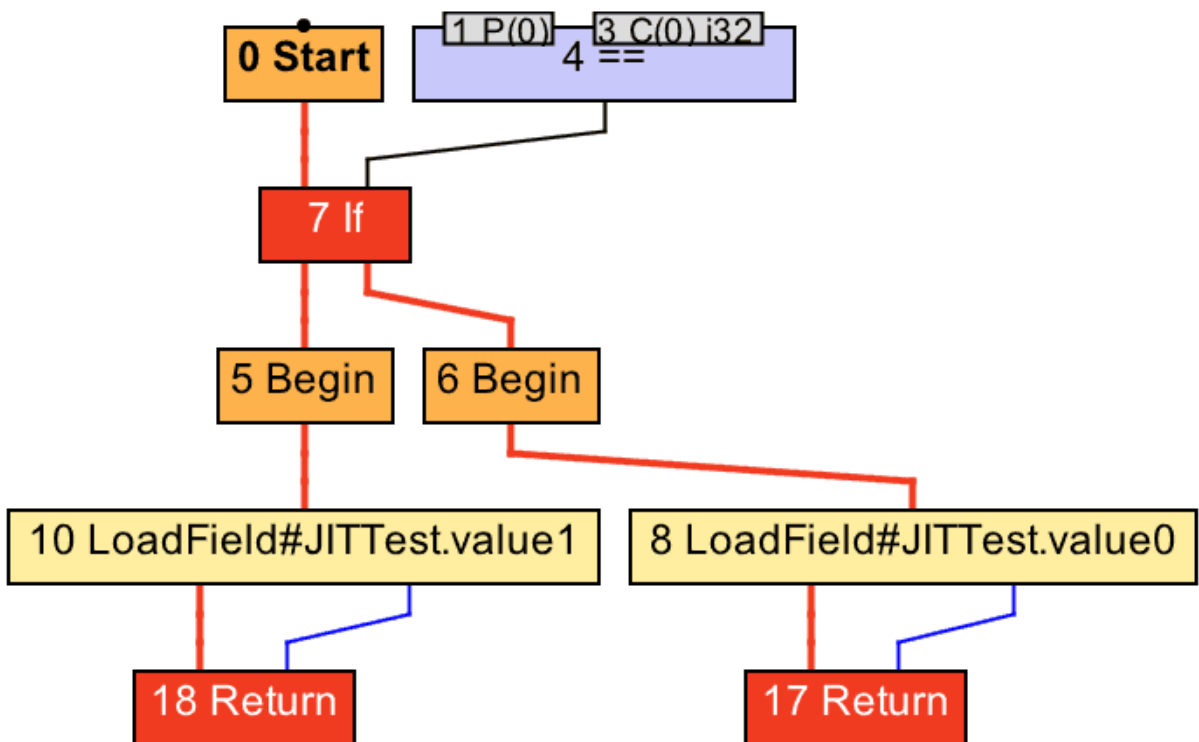 1 P(0)
3 C(0) i32
0 Start
4 ==
7 If
5 Begin
6 Begin
10 LoadField#JITTest.value1
8 LoadField#JITTest.value0
18 Return
17 Return